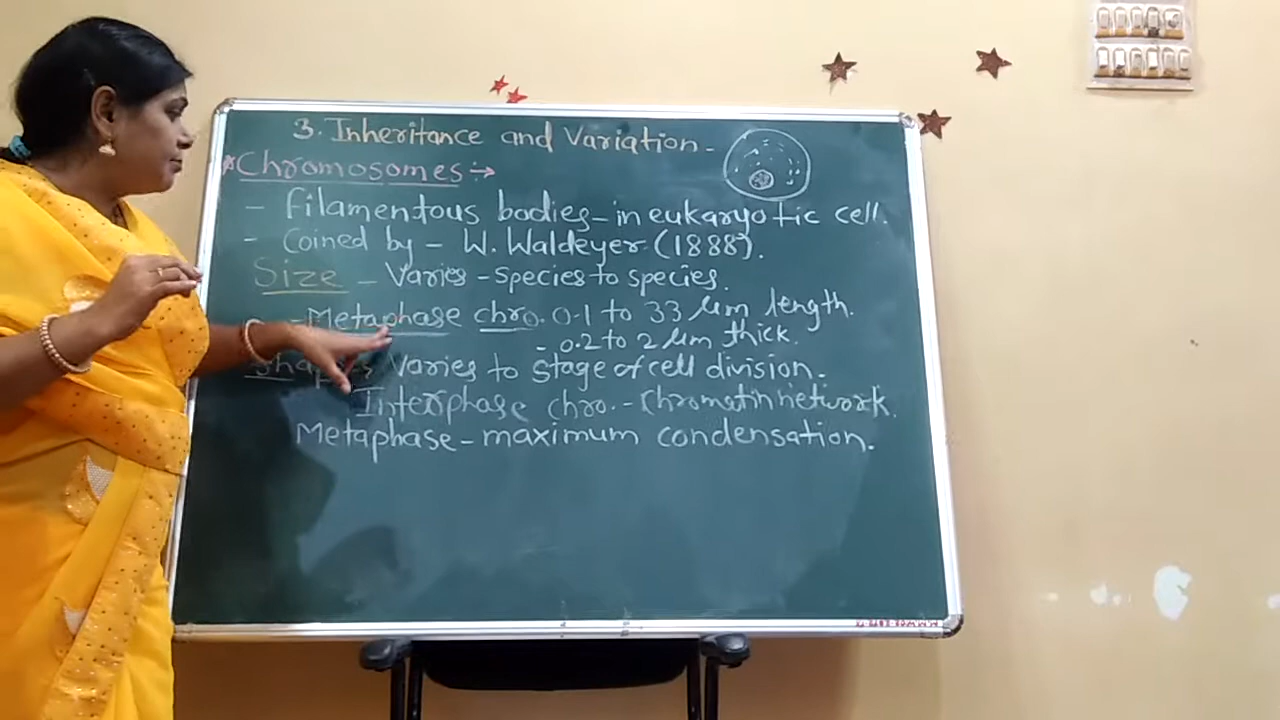 3. Inheritance and Variation -
* Chromosomes :→
- Filamentous bodies - in eukaryotic cell.
- Coined by - W. Waldeyer (1888).
Size - Varies - Species to species.
- Metaphase chro. 0.1 to 33 μm length.
- 0.2 to 2 μm thick.
Shapes Varies to stage of cell division.
Interphase chro. - Chromatin network.
Metaphase - maximum condensation.